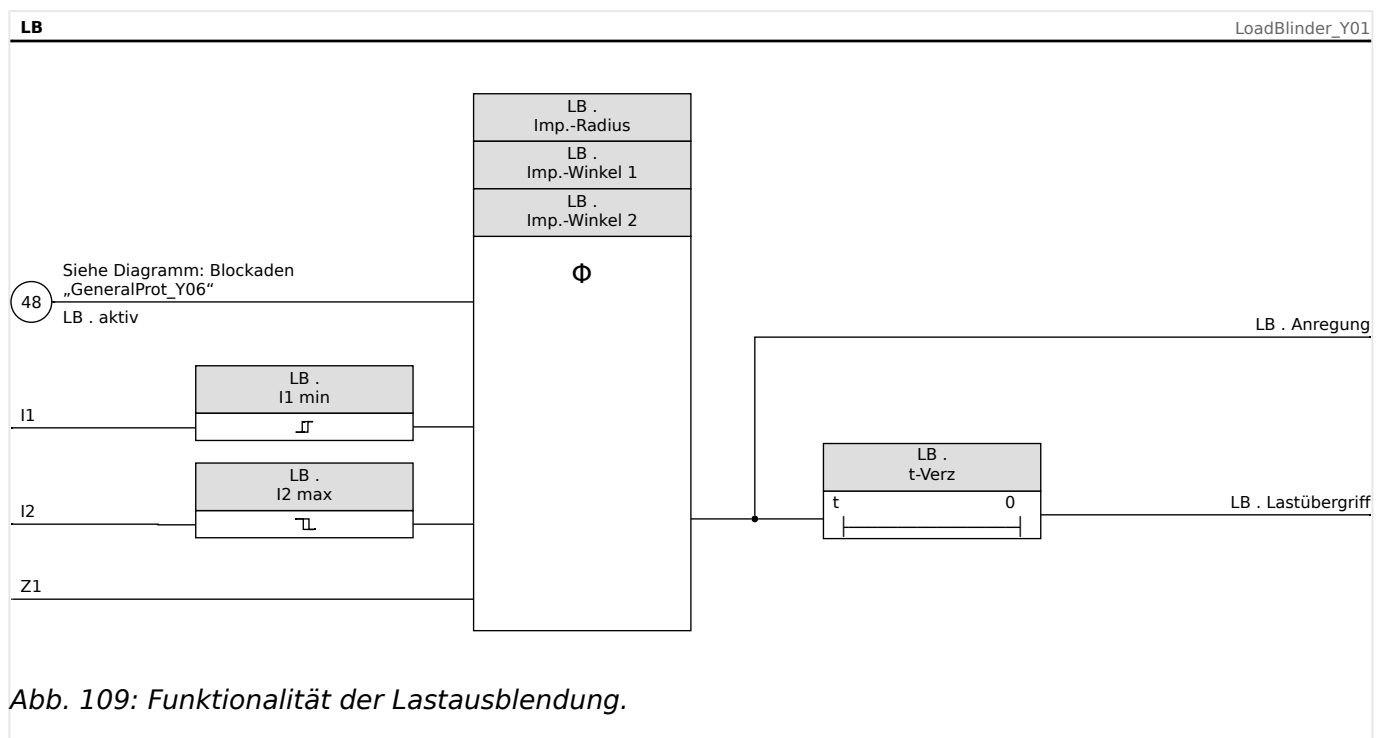 LB
LoadBlinder_Y01
LB .
Imp.-Radius
LB .
Imp.-Winkel 1
LB .
Imp.-Winkel 2
Φ
Siehe Diagramm: Blockaden
„GeneralProt_Y06“
48
LB . aktiv
LB . Anregung
LB .
I1 min
I1
LB .
I2 max
I2
LB .
t-Verz
t 0
LB . Lastübergriff
Z1
Abb. 109: Funktionalität der Lastausblendung.